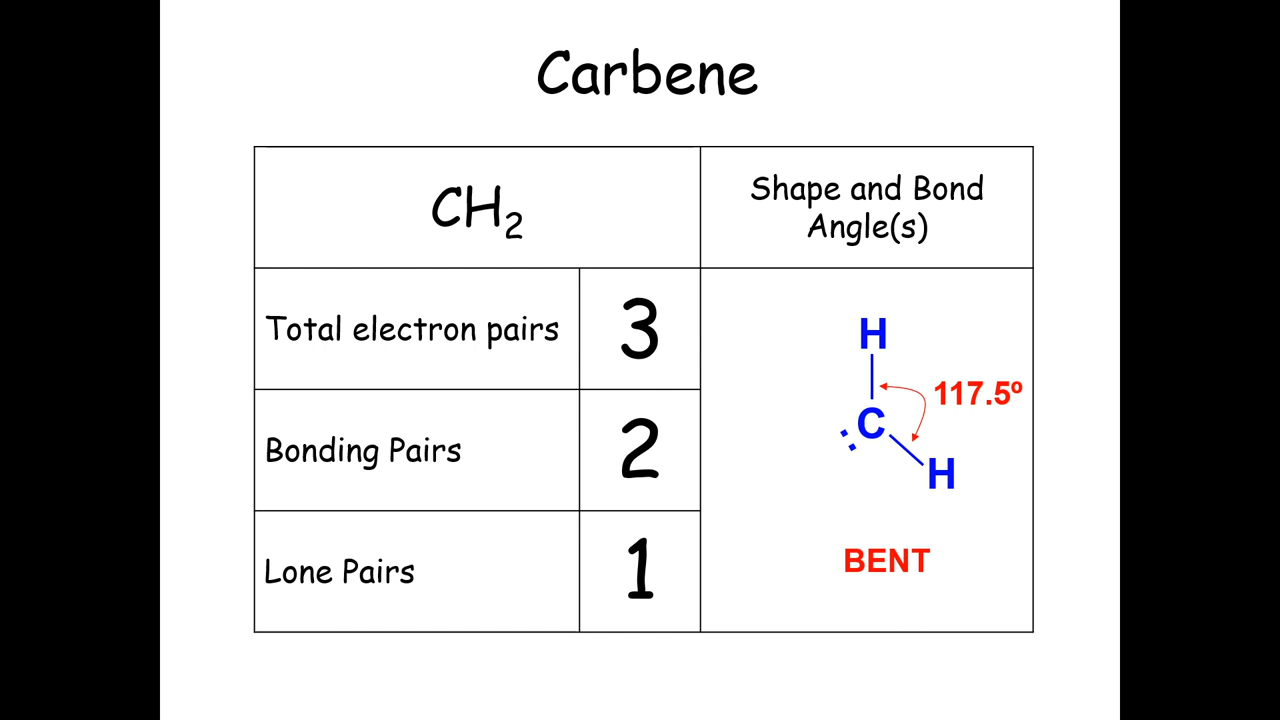 Carbene
CH₂
Shape and Bond
Angle(s)
Total electron pairs
3
Bonding Pairs
2
Lone Pairs
1
H
117.5º
C
H
BENT